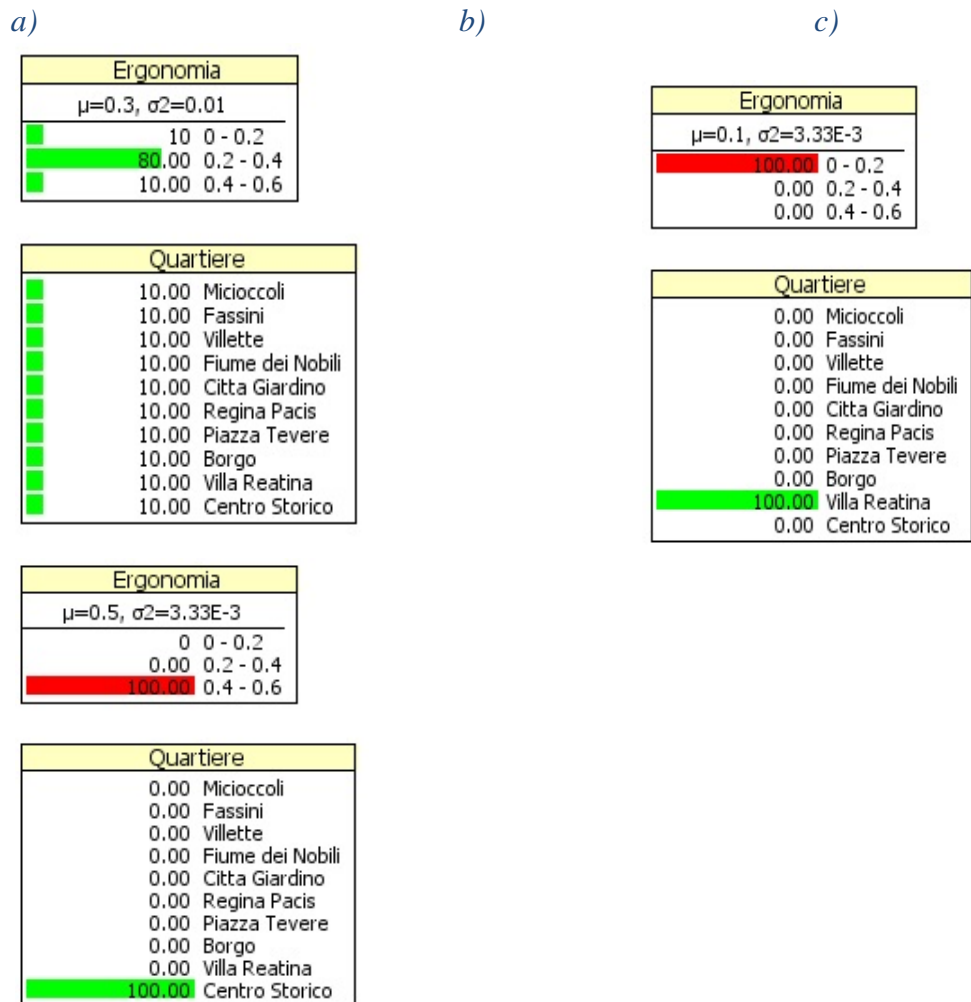 a) b) c)
Ergonomia
μ=0.3, σ2=0.01
10 0 - 0.2
80.00 0.2 - 0.4
10.00 0.4 - 0.6
Quartiere
10.00 Micioccoli
10.00 Fassini
10.00 Villette
10.00 Fiume dei Nobili
10.00 Citta Giardino
10.00 Regina Pacis
10.00 Piazza Tevere
10.00 Borgo
10.00 Villa Reatina
10.00 Centro Storico
Ergonomia
μ=0.5, σ2=3.33E-3
0 0 - 0.2
0.00 0.2 - 0.4
100.00 0.4 - 0.6
Quartiere
0.00 Micioccoli
0.00 Fassini
0.00 Villette
0.00 Fiume dei Nobili
0.00 Citta Giardino
0.00 Regina Pacis
0.00 Piazza Tevere
0.00 Borgo
0.00 Villa Reatina
100.00 Centro Storico
Ergonomia
μ=0.1, σ2=3.33E-3
100.00 0 - 0.2
0.00 0.2 - 0.4
0.00 0.4 - 0.6
Quartiere
0.00 Micioccoli
0.00 Fassini
0.00 Villette
0.00 Fiume dei Nobili
0.00 Citta Giardino
0.00 Regina Pacis
0.00 Piazza Tevere
0.00 Borgo
100.00 Villa Reatina
0.00 Centro Storico